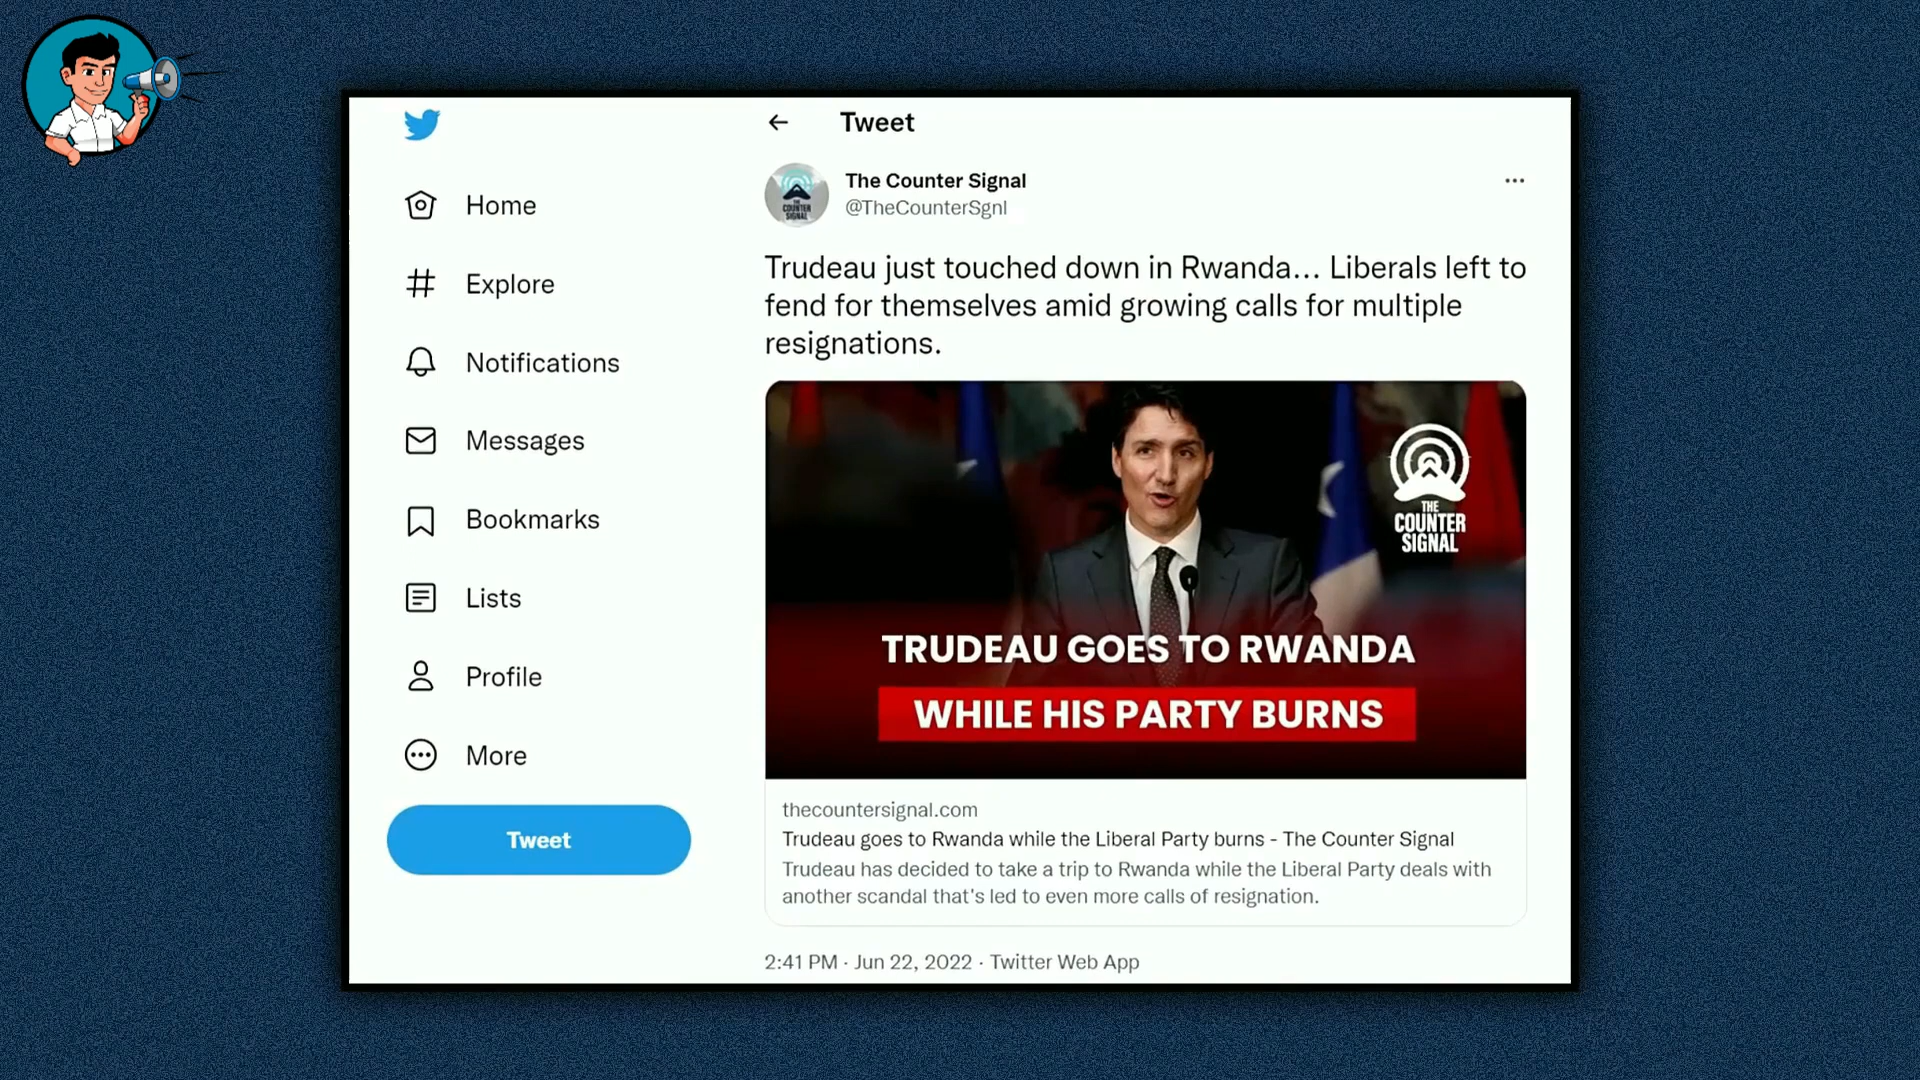 Tweet
The Counter Signal
@TheCounterSgnl
Home
Explore
Notifications
Messages
Bookmarks
Lists
Profile
More
Tweet
Trudeau just touched down in Rwanda... Liberals left to
fend for themselves amid growing calls for multiple
resignations.
THE
COUNTER
SIGNAL
THE
COUNTER
SIGNAL
TRUDEAU GOES TO RWANDA
WHILE HIS PARTY BURNS
thecountersignal.com
Trudeau goes to Rwanda while the Liberal Party burns - The Counter Signal
Trudeau has decided to take a trip to Rwanda while the Liberal Party deals with
another scandal that's led to even more calls of resignation.
2:41 PM · Jun 22, 2022 · Twitter Web App